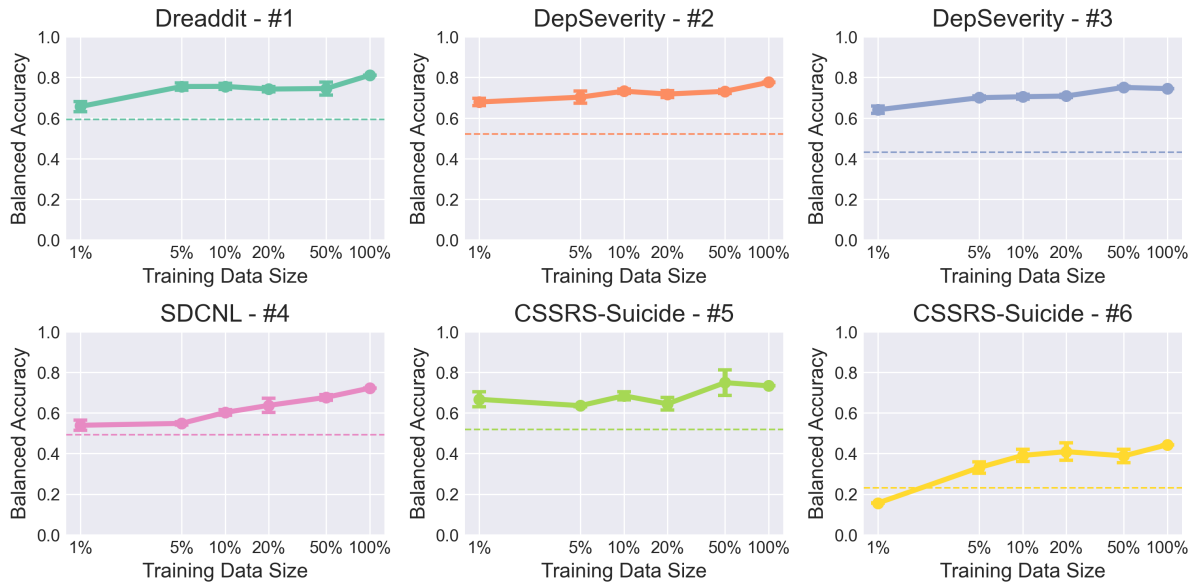 Dreaddit - #1
DepSeverity - #2
DepSeverity - #3
Balanced Accuracy
1.0
0.8
0.6
0.4
0.2
0.0
1% 5% 10% 20% 50% 100%
Training Data Size
Balanced Accuracy
1.0
0.8
0.6
0.4
0.2
0.0
1% 5% 10% 20% 50% 100%
Training Data Size
Balanced Accuracy
1.0
0.8
0.6
0.4
0.2
0.0
1% 5% 10% 20% 50% 100%
Training Data Size
SDCNL - #4
CSSRS-Suicide - #5
CSSRS-Suicide - #6
Balanced Accuracy
1.0
0.8
0.6
0.4
0.2
0.0
1% 5% 10% 20% 50% 100%
Training Data Size
Balanced Accuracy
1.0
0.8
0.6
0.4
0.2
0.0
1% 5% 10% 20% 50% 100%
Training Data Size
Balanced Accuracy
1.0
0.8
0.6
0.4
0.2
0.0
1% 5% 10% 20% 50% 100%
Training Data Size